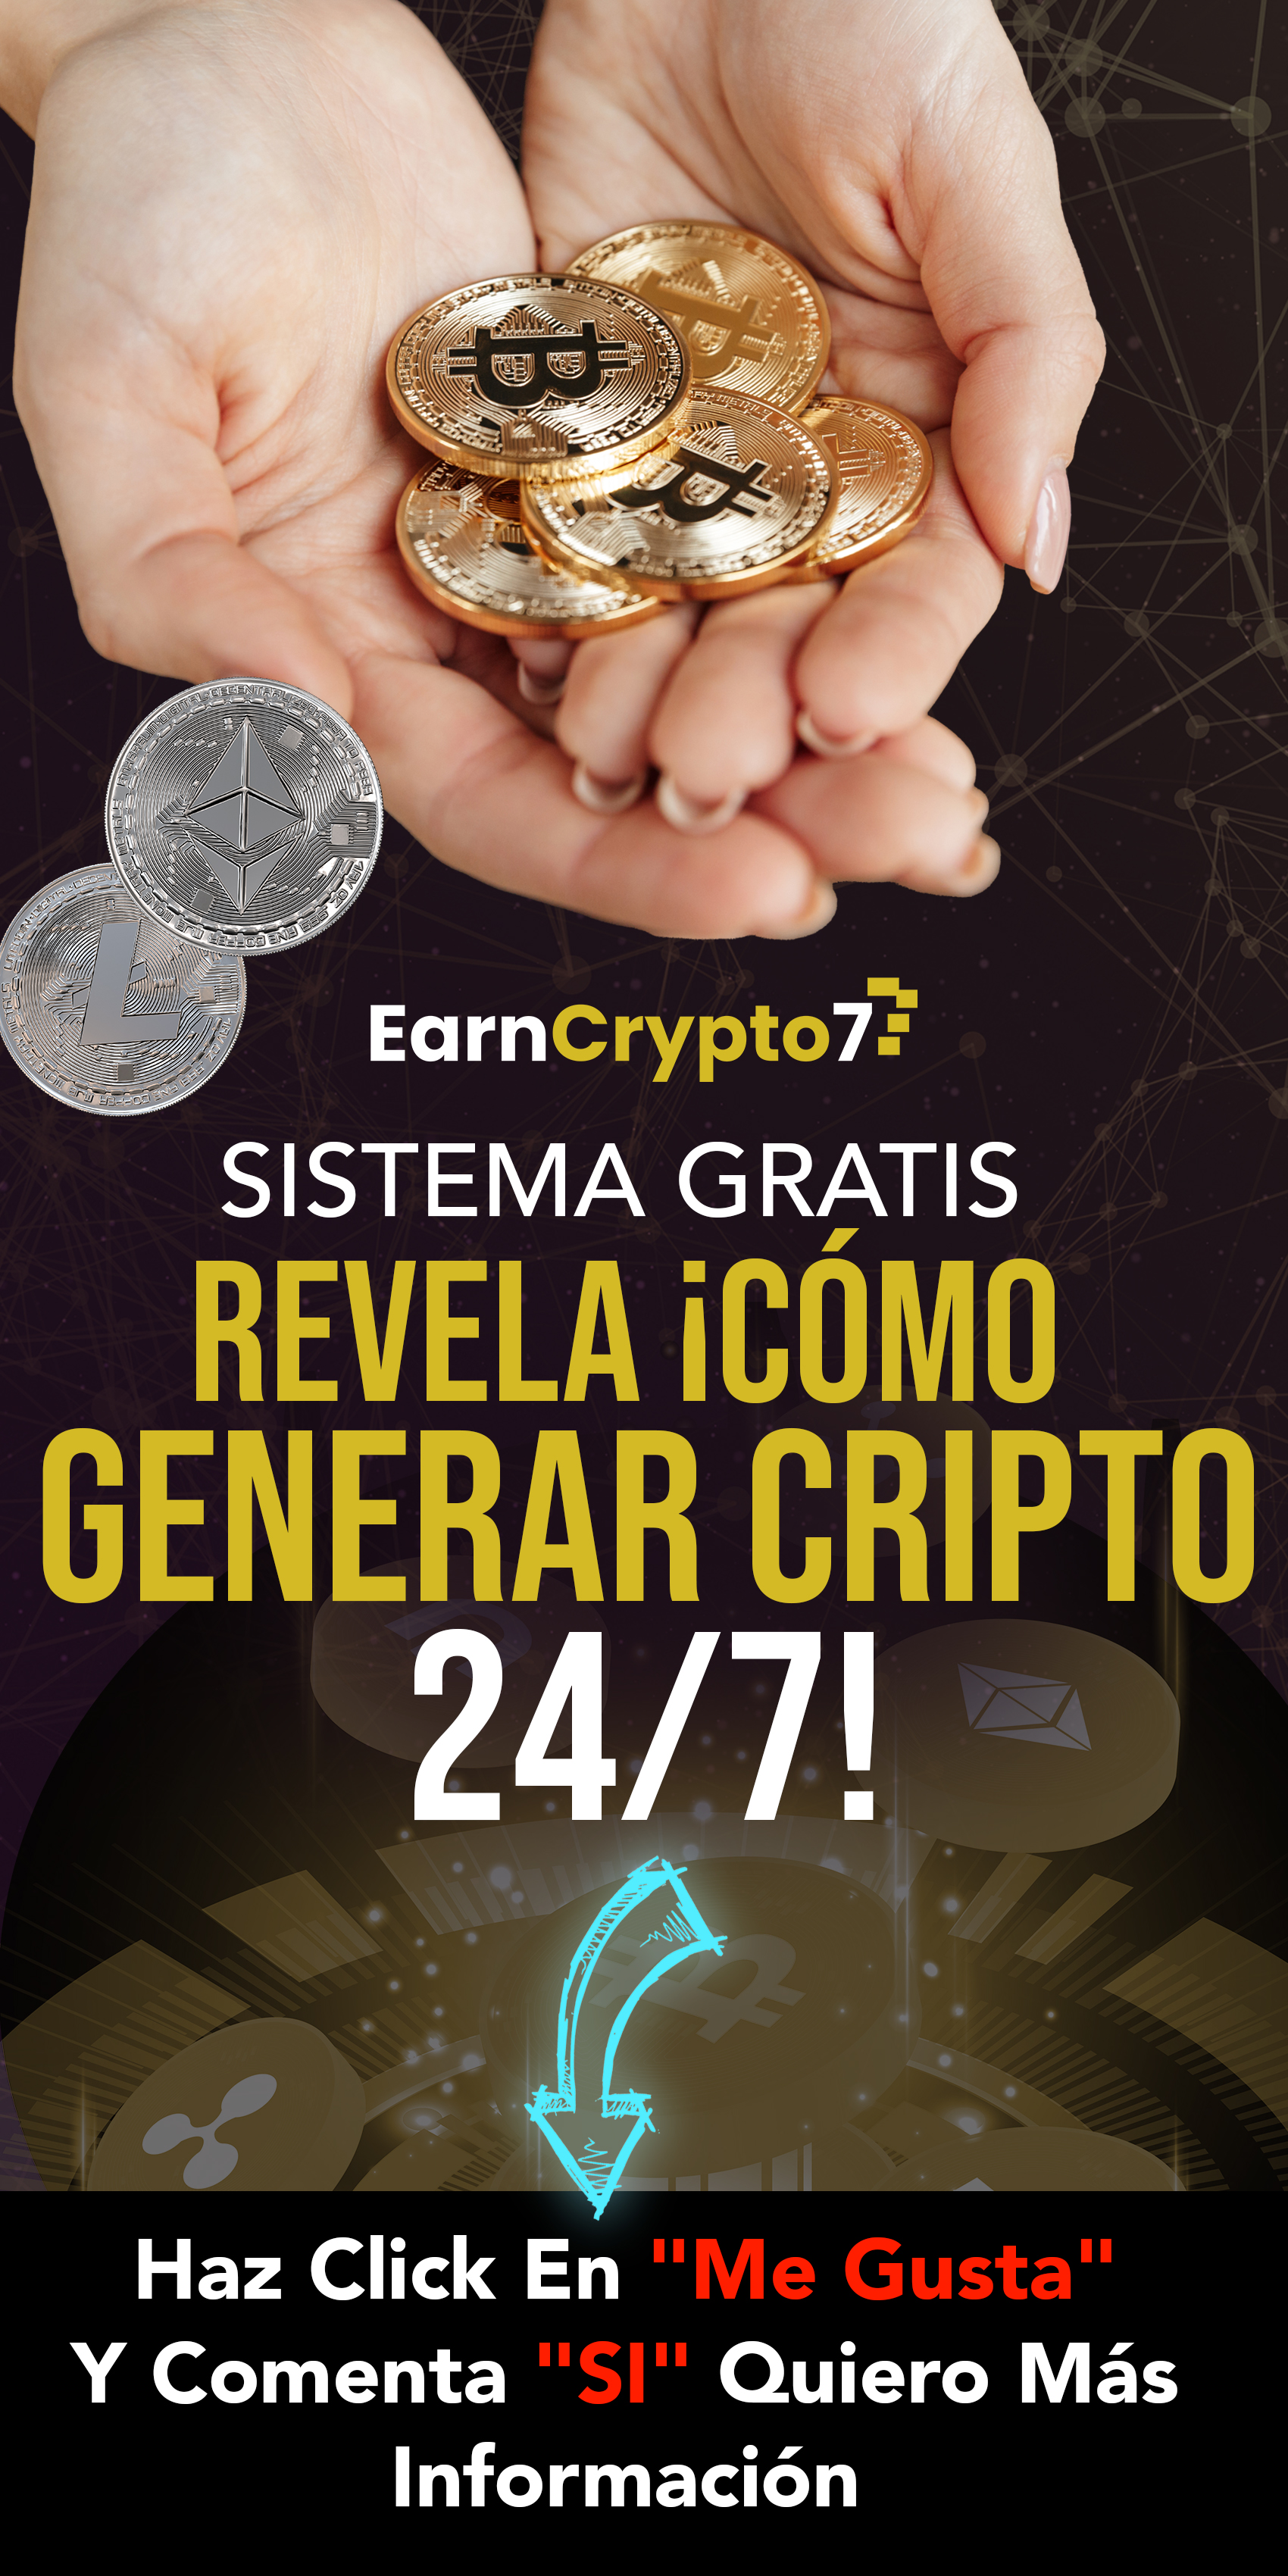 EarnCrypto7
SISTEMA GRATIS
REVELA ¡CÓMO
GENERAR CRIPTO
24/7!
Haz Click En "Me Gusta"
Y Comenta "SI" Quiero Más
Información